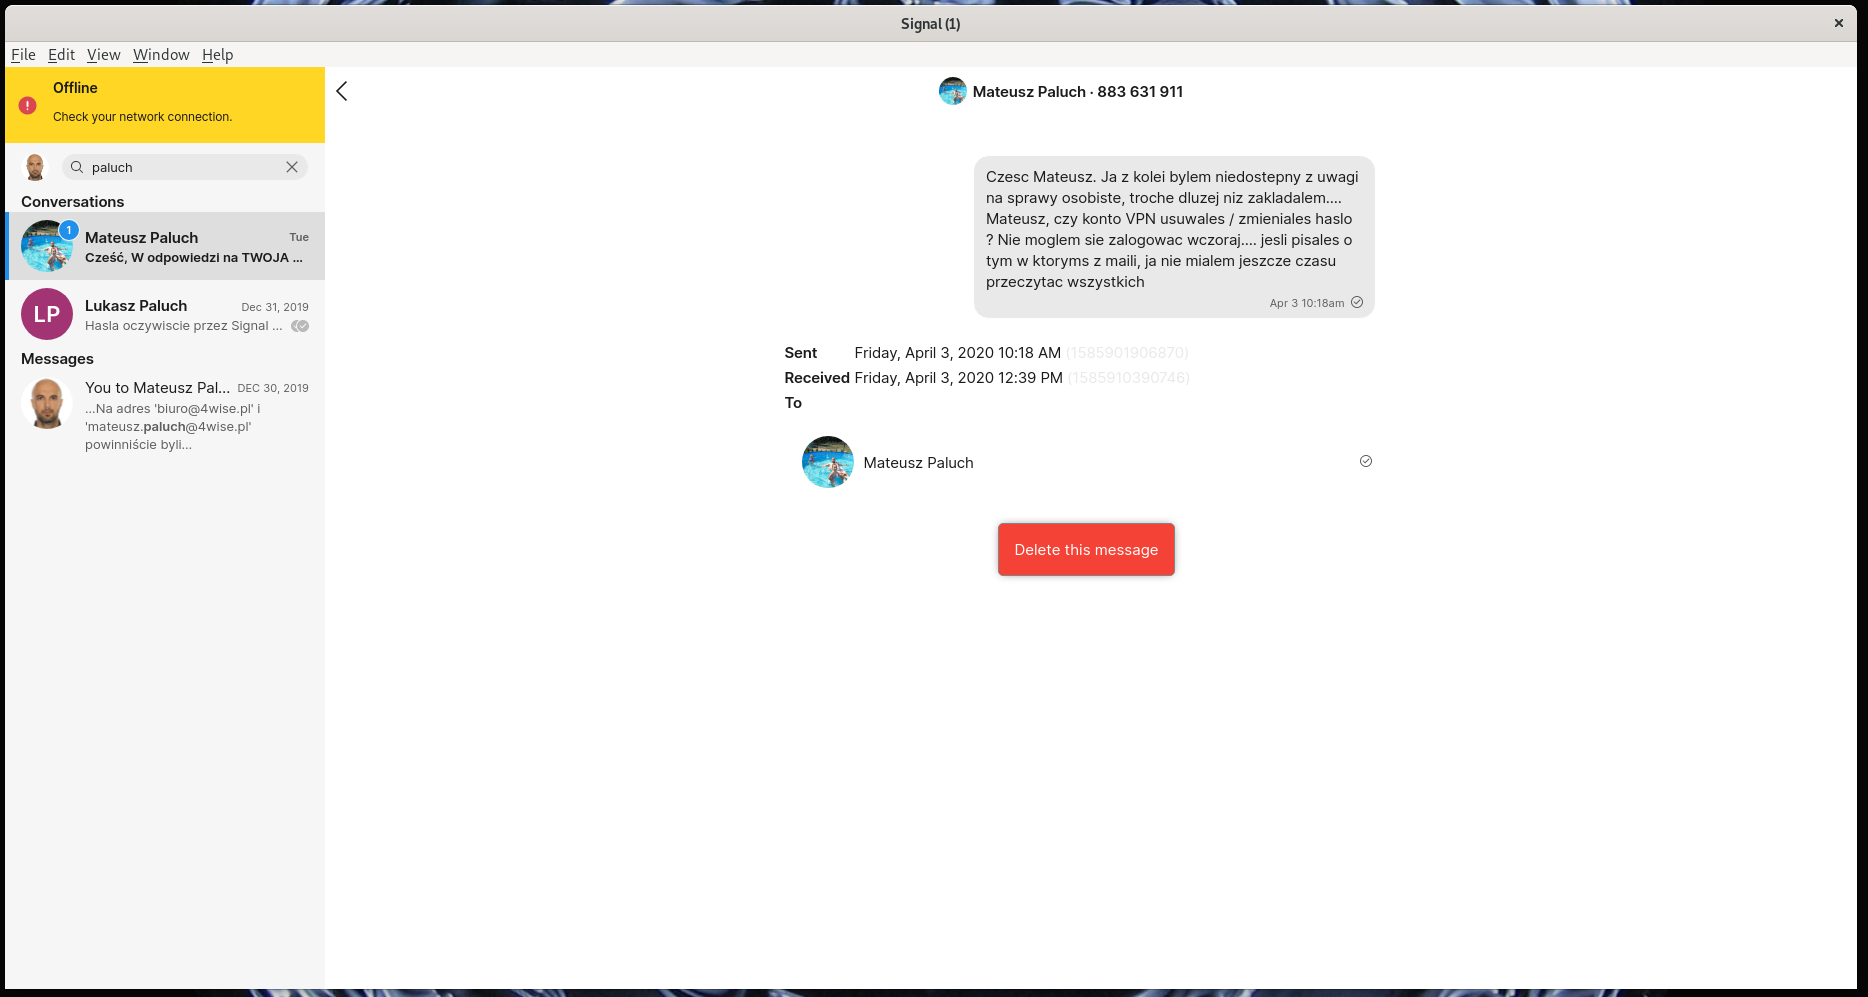 Signal (1)
File Edit View Window Help
Offline
Check your network connection.
paluch
Conversations
1
Mateusz Paluch Tue
Cześć, W odpowiedzi na TWOJA ...
LP
Lukasz Paluch Dec 31, 2019
Hasla oczywiscie przez Signal ...
Messages
You to Mateusz Pal... DEC 30, 2019
...Na adres 'biuro@4wise.pl' i
'mateusz.paluch@4wise.pl'
powinniście byli...
Mateusz Paluch · 883 631 911
Czesc Mateusz. Ja z kolei bylem niedostepny z uwagi
na sprawy osobiste, troche dluzej niz zakladalem....
Mateusz, czy konto VPN usuwales / zmieniales haslo
? Nie moglem sie zalogowac wczoraj.... jesli pisales o
tym w ktoryms z maili, ja nie mialem jeszcze czasu
przeczytac wszystkich
Apr 3 10:18am
Sent Friday, April 3, 2020 10:18 AM (1585901906870)
Received Friday, April 3, 2020 12:39 PM (1585910390746)
To
Mateusz Paluch
Delete this message